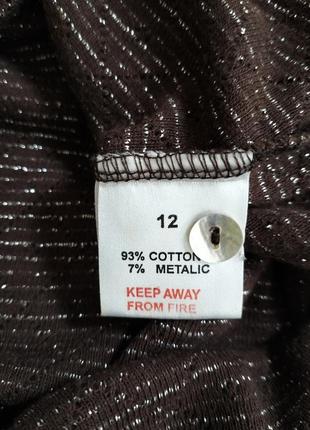 12
93% COTTON
7% METALIC
KEEP AWAY
FROM FIRE